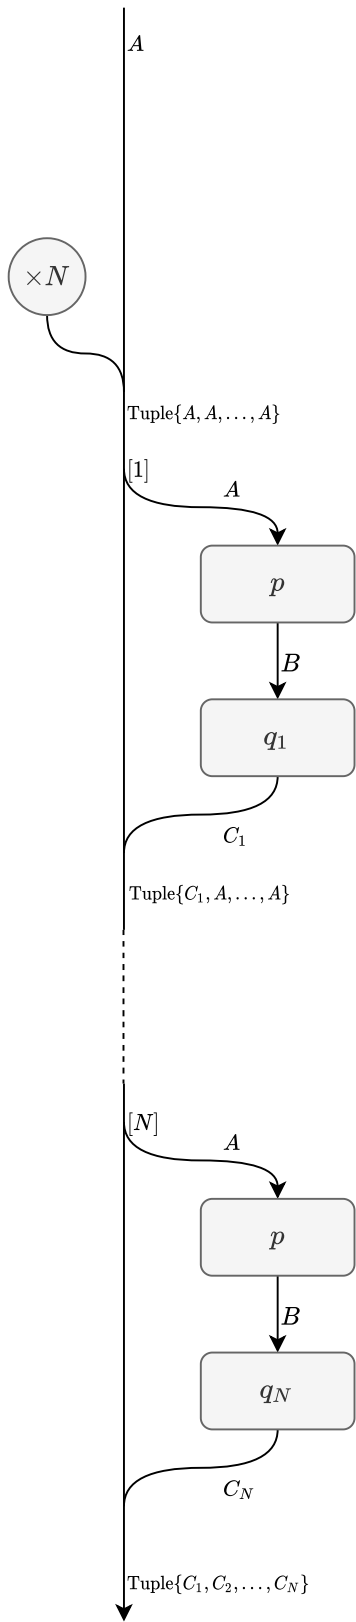 A
×N
Tuple{A, A, . . . , A}
[1]
A
p
B
q₁
C₁
Tuple{C₁, A, . . . , A}
[N]
A
p
B
q_N
C_N
Tuple{C₁, C₂, . . . , C_N}